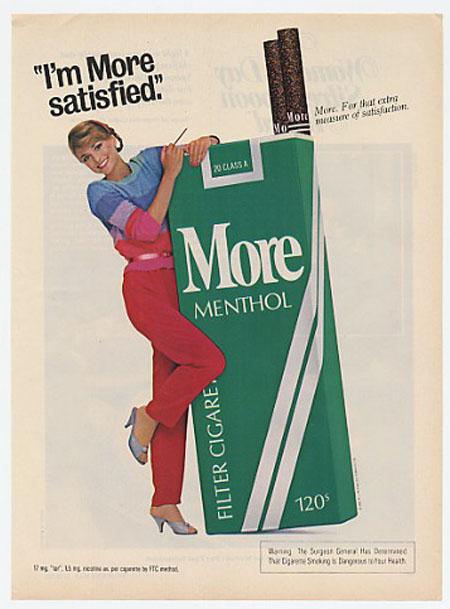 "I'm More
satisfied."
More
Mo
More. For that extra
measure of satisfaction.
20 CLASS A
More
MENTHOL
FILTER CIGARE
120s
Warning: The Surgeon General Has Determined
That Cigarette Smoking Is Dangerous to Your Health.
17 mg. "tar", 1.5 mg. nicotine av. per cigarette by FTC method.